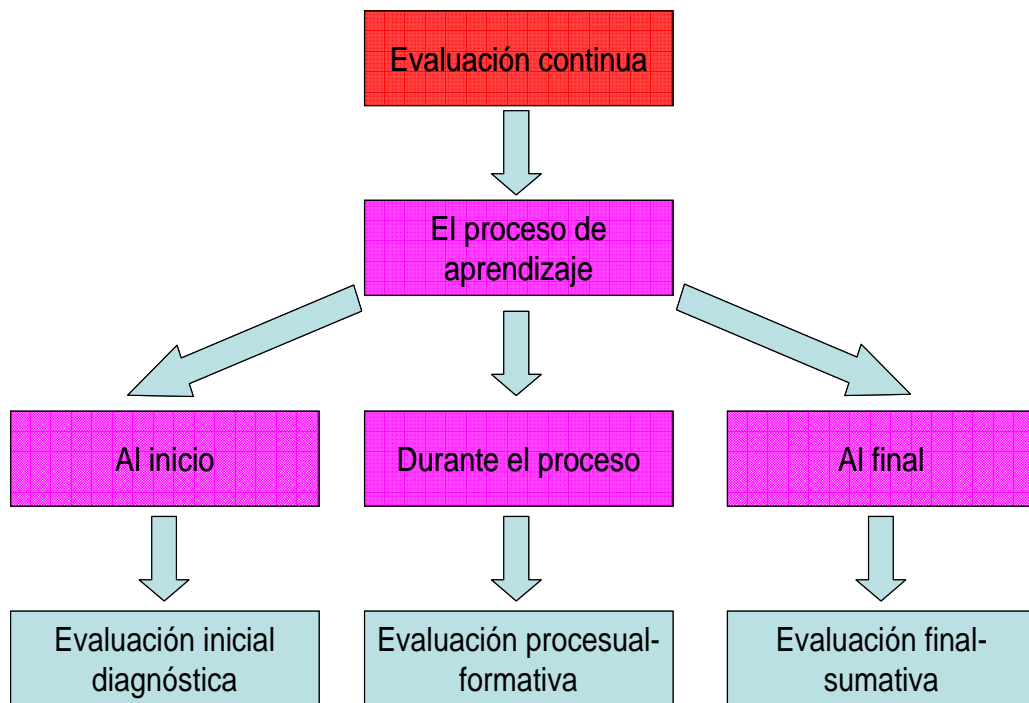 Evaluación continua
El proceso de
aprendizaje
Al inicio
Durante el proceso
Al final
Evaluación inicial
diagnóstica
Evaluación procesual-
formativa
Evaluación final-
sumativa